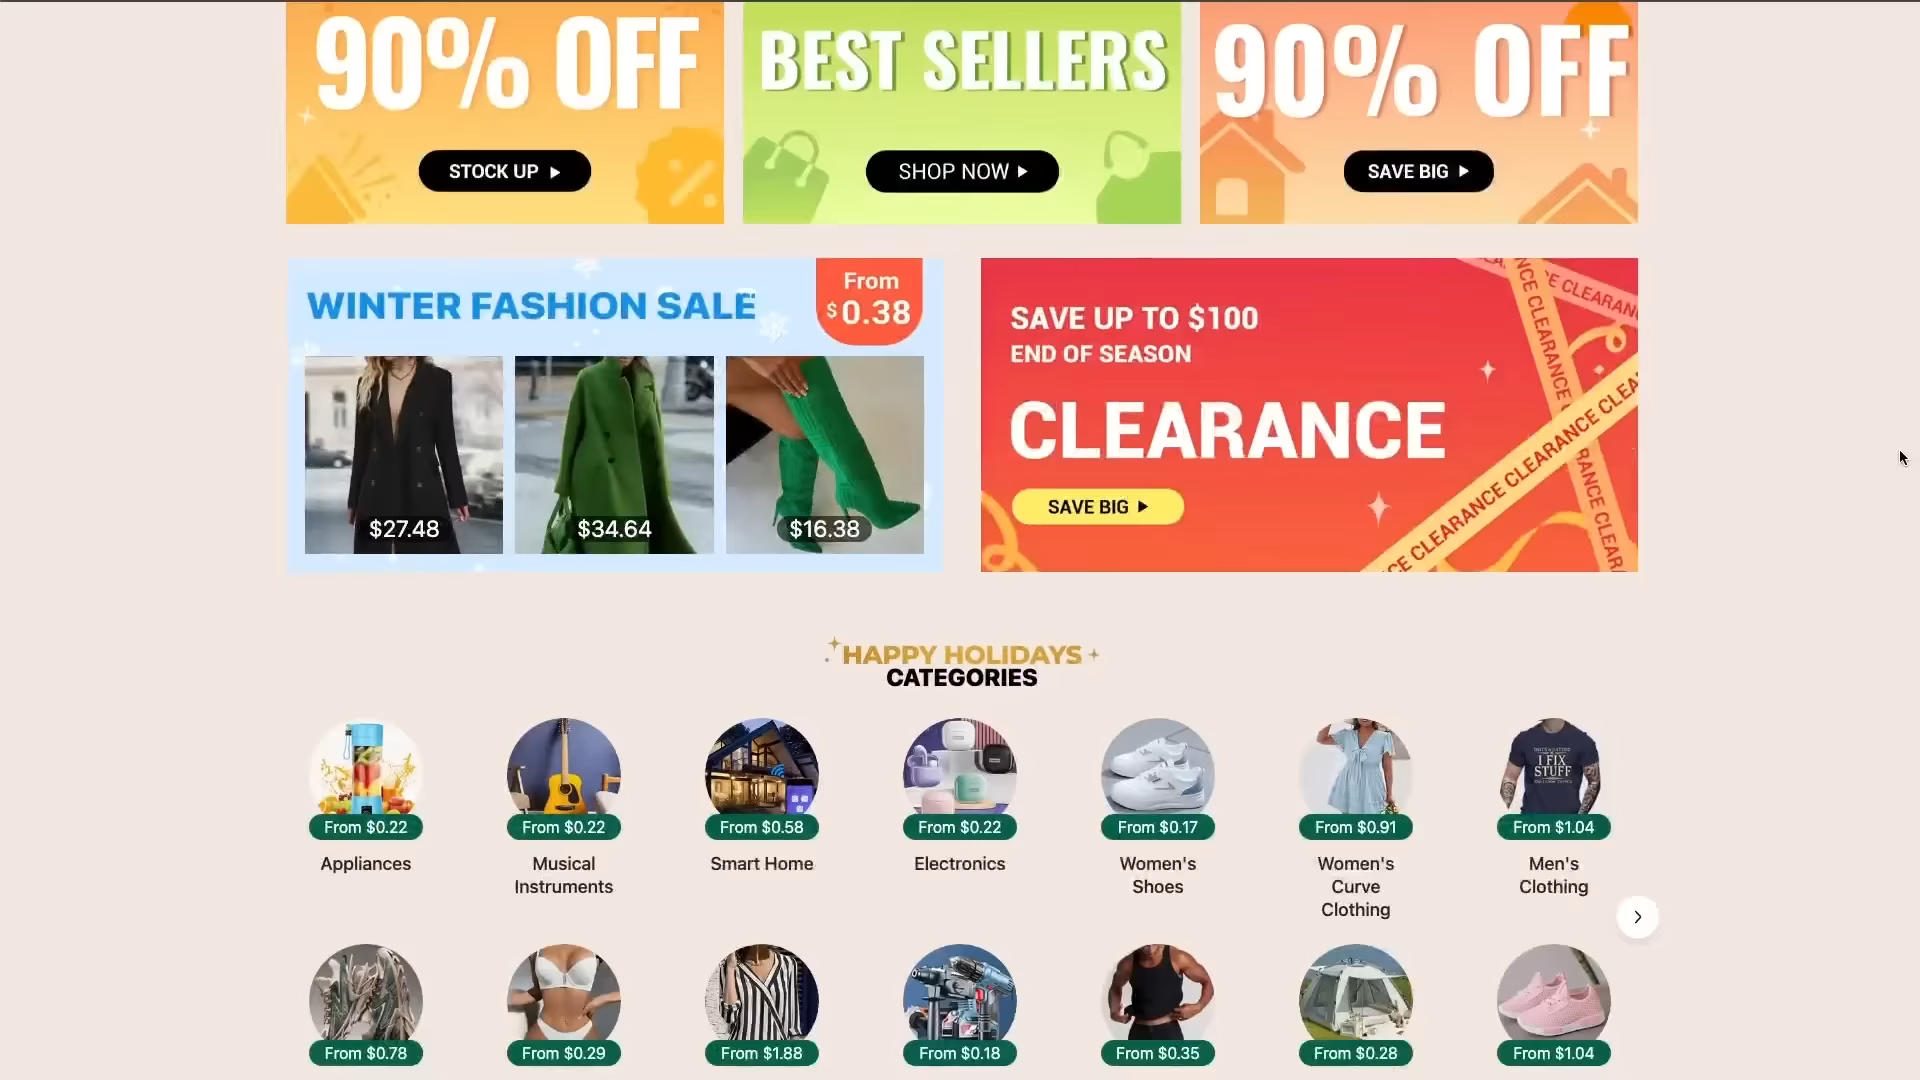 90% OFF
STOCK UP
BEST SELLERS
SHOP NOW
90% OFF
SAVE BIG
WINTER FASHION SALE
From
$0.38
$27.48
$34.64
$16.38
SAVE UP TO $100
END OF SEASON
CLEARANCE
SAVE BIG
CLEARANCE CLEARANCE CLEA
HAPPY HOLIDAYS
CATEGORIES
From $0.22
Appliances
From $0.22
Musical
Instruments
From $0.58
Smart Home
From $0.22
Electronics
From $0.17
Women's
Shoes
From $0.91
Women's
Curve
Clothing
I FIX
STUFF
From $1.04
Men's
Clothing
From $0.78
From $0.29
From $1.88
From $0.18
From $0.35
From $0.28
From $1.04